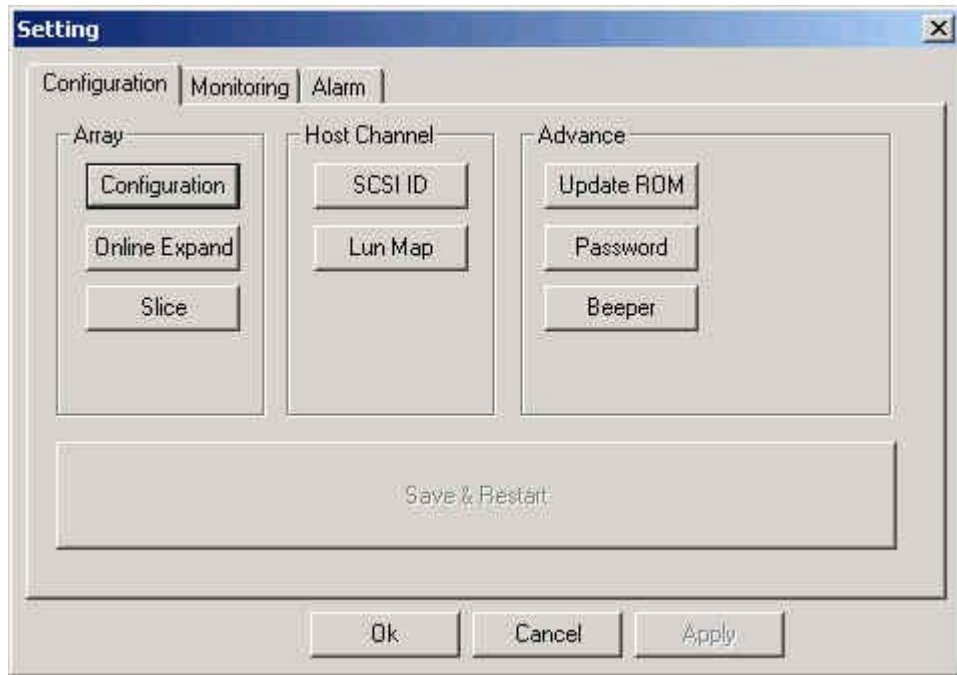 Setting
Configuration Monitoring Alarm
Array Host Channel Advance
Configuration SCSI ID Update ROM
Online Expand Lun Map Password
Slice Beeper
Save & Restart
Ok Cancel Apply